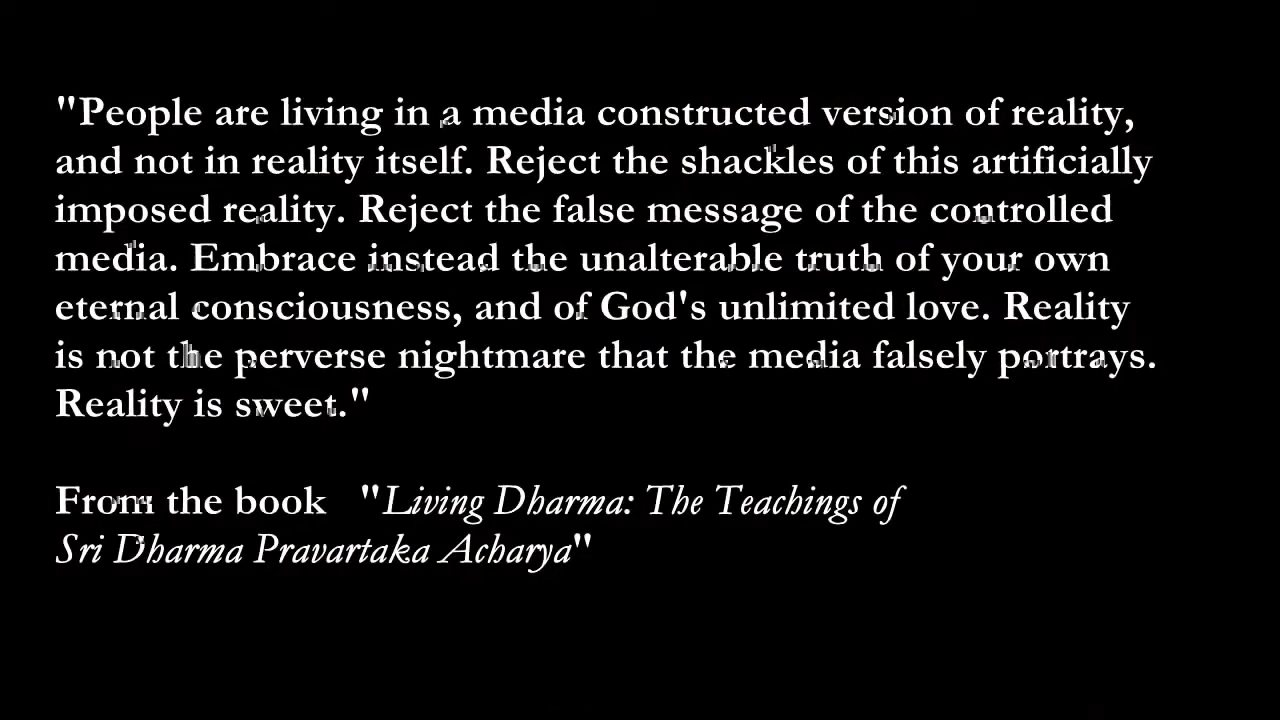 "People are living in a media constructed version of reality,
and not in reality itself. Reject the shackles of this artificially
imposed reality. Reject the false message of the controlled
media. Embrace instead the unalterable truth of your own
eternal consciousness, and of God's unlimited love. Reality
is not the perverse nightmare that the media falsely portrays.
Reality is sweet."
From the book "Living Dharma: The Teachings of
Sri Dharma Pravartaka Acharya"